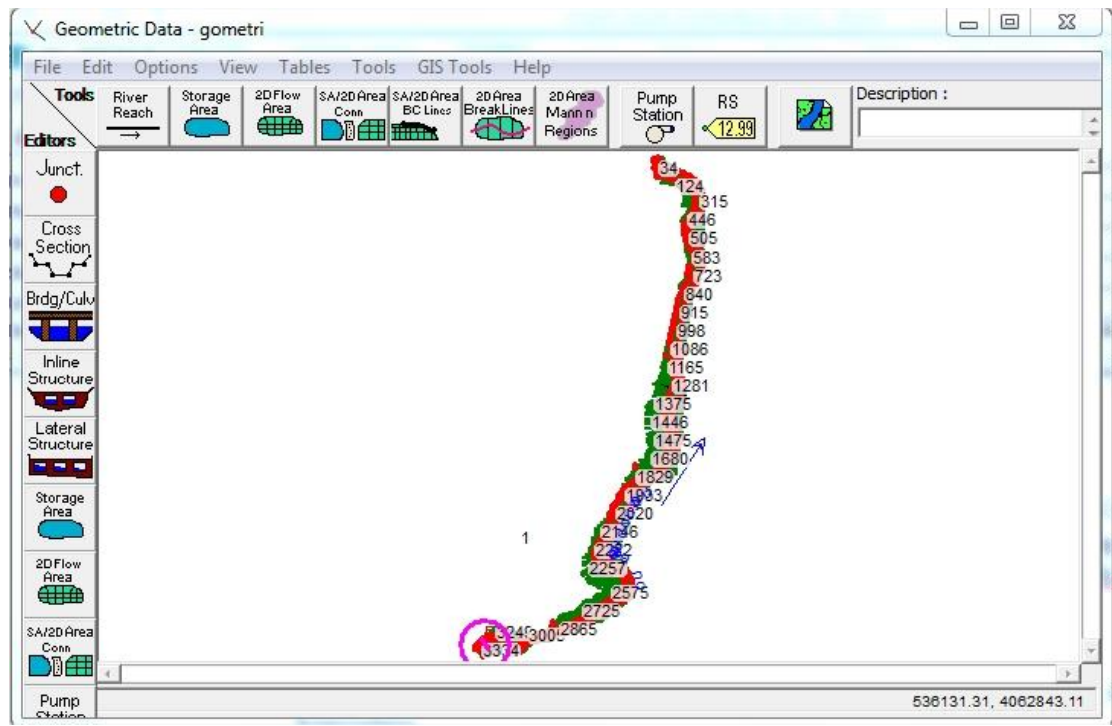 Geometric Data - gometri
File Edit Options View Tables Tools GIS Tools Help
Tools
Editors
River Reach
Storage Area
2D Flow Area
SA/2D Area Conn
SA/2D Area BC Lines
2D Area BreakLines
2D Area Mann n Regions
Pump Station
RS
12.99
Description :
Junct.
Cross Section
Brdg/Culv
Inline Structure
Lateral Structure
Storage Area
2D Flow Area
SA/2D Area Conn
Pump
34
124
315
446
505
583
723
840
915
998
1086
1165
1281
1375
1446
1475
1680
1829
1933
2020
2146
1
2257
2575
2725
2865
3334
536131.31, 4062843.11